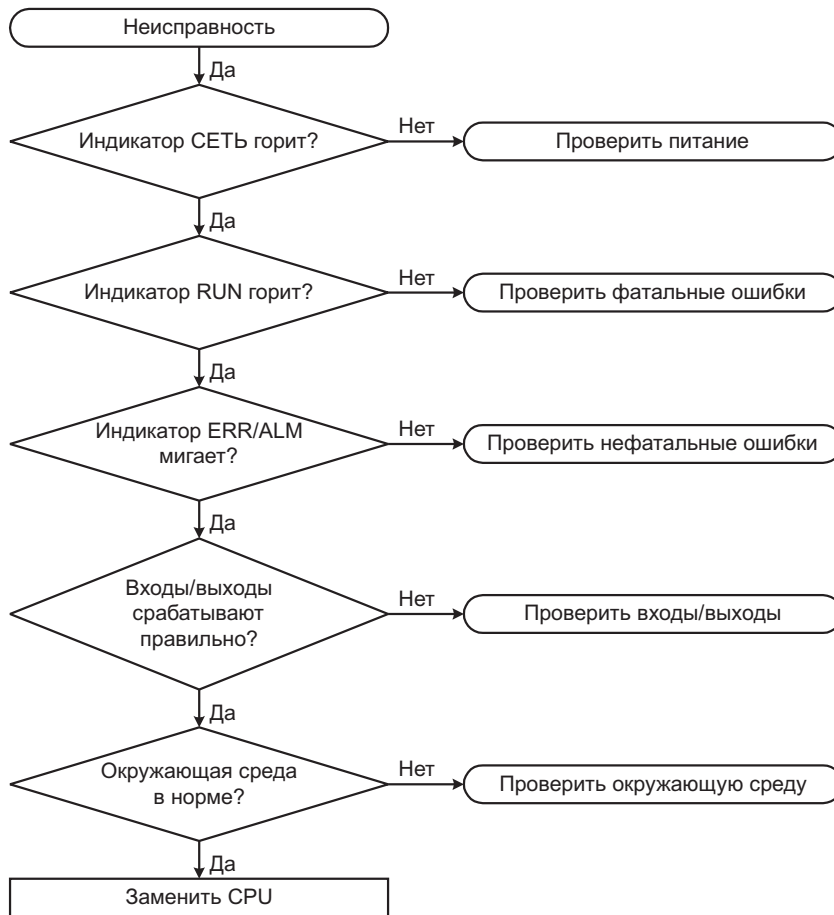 Неисправность
Да
Индикатор СЕТЬ горит?
Нет
Проверить питание
Да
Индикатор RUN горит?
Нет
Проверить фатальные ошибки
Да
Индикатор ERR/ALM
мигает?
Нет
Проверить нефатальные ошибки
Да
Входы/выходы
срабатывают
правильно?
Нет
Проверить входы/выходы
Да
Окружающая среда
в норме?
Нет
Проверить окружающую среду
Да
Заменить CPU